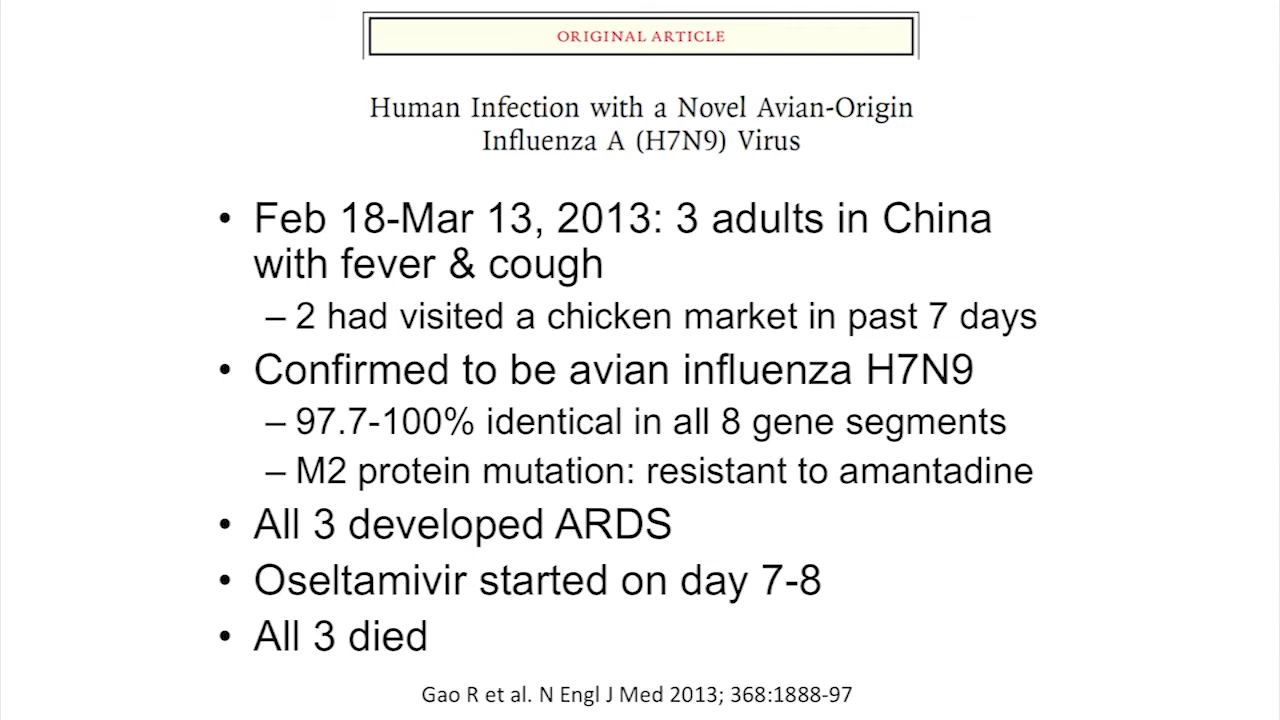 ORIGINAL ARTICLE
Human Infection with a Novel Avian-Origin
Influenza A (H7N9) Virus
• Feb 18-Mar 13, 2013: 3 adults in China
with fever & cough
– 2 had visited a chicken market in past 7 days
• Confirmed to be avian influenza H7N9
– 97.7-100% identical in all 8 gene segments
– M2 protein mutation: resistant to amantadine
• All 3 developed ARDS
• Oseltamivir started on day 7-8
• All 3 died
Gao R et al. N Engl J Med 2013; 368:1888-97